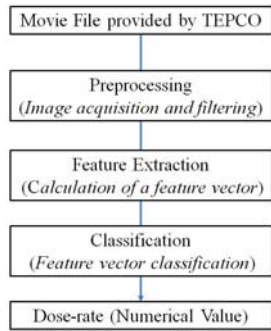 Movie File provided by TEPCO
Preprocessing
(Image acquisition and filtering)
Feature Extraction
(Calculation of a feature vector)
Classification
(Feature vector classification)
Dose-rate (Numerical Value)